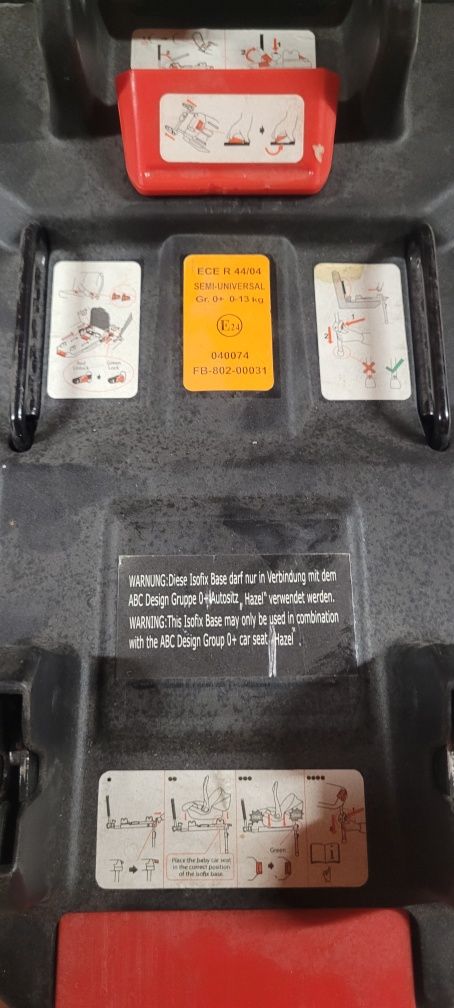 ECE R 44/04
SEMI-UNIVERSAL
Gr. 0+ 0-13 kg
E24
040074
FB-802-00031
Red
Unlock
Green
Lock
1
2
WARNUNG:Diese Isofix Base darf nur in Verbindung mit dem
ABC Design Gruppe 0+ Autositz „Hazel“ verwendet werden.
WARNING:This Isofix Base may only be used in combination
with the ABC Design Group 0+ car seat „Hazel“.
Place the baby car seat
in the correct position
of the isofix base.
Green